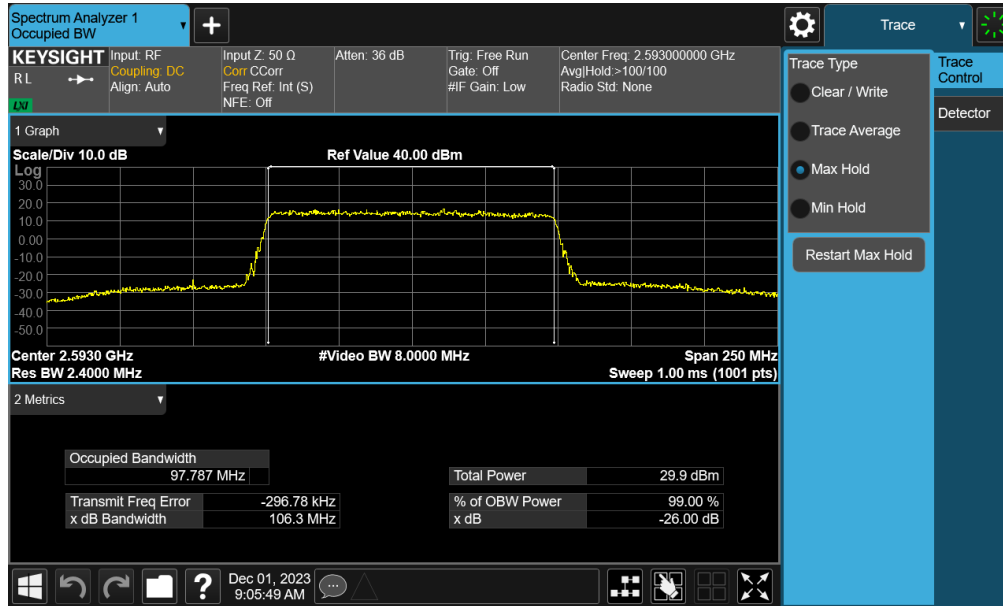 Spectrum Analyzer 1
Occupied BW
+
Trace
KEYSIGHT
R L
LXI
Input: RF
Coupling: DC
Align: Auto
Input Z: 50 Ω
Corr CCorr
Freq Ref: Int (S)
NFE: Off
Atten: 36 dB
Trig: Free Run
Gate: Off
#IF Gain: Low
Center Freq: 2.593000000 GHz
Avg|Hold:>100/100
Radio Std: None
1 Graph
Scale/Div 10.0 dB
Ref Value 40.00 dBm
Log
30.0
20.0
10.0
0.00
-10.0
-20.0
-30.0
-40.0
-50.0
Center 2.5930 GHz
#Video BW 8.0000 MHz
Span 250 MHz
Res BW 2.4000 MHz
Sweep 1.00 ms (1001 pts)
2 Metrics
Occupied Bandwidth
97.787 MHz
Total Power 29.9 dBm
Transmit Freq Error -296.78 kHz
% of OBW Power 99.00 %
x dB Bandwidth 106.3 MHz
x dB -26.00 dB
Trace Type
Clear / Write
Trace Average
Max Hold
Min Hold
Restart Max Hold
Trace
Control
Detector
?
Dec 01, 2023
9:05:49 AM